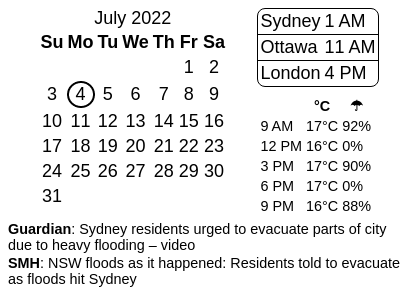 July 2022
Su Mo Tu We Th Fr Sa
1 2
3 4 5 6 7 8 9
10 11 12 13 14 15 16
17 18 19 20 21 22 23
24 25 26 27 28 29 30
31
Sydney 1 AM
Ottawa 11 AM
London 4 PM
°C ☂
9 AM 17°C 92%
12 PM 16°C 0%
3 PM 17°C 90%
6 PM 17°C 0%
9 PM 16°C 88%
Guardian: Sydney residents urged to evacuate parts of city
due to heavy flooding – video
SMH: NSW floods as it happened: Residents told to evacuate
as floods hit Sydney